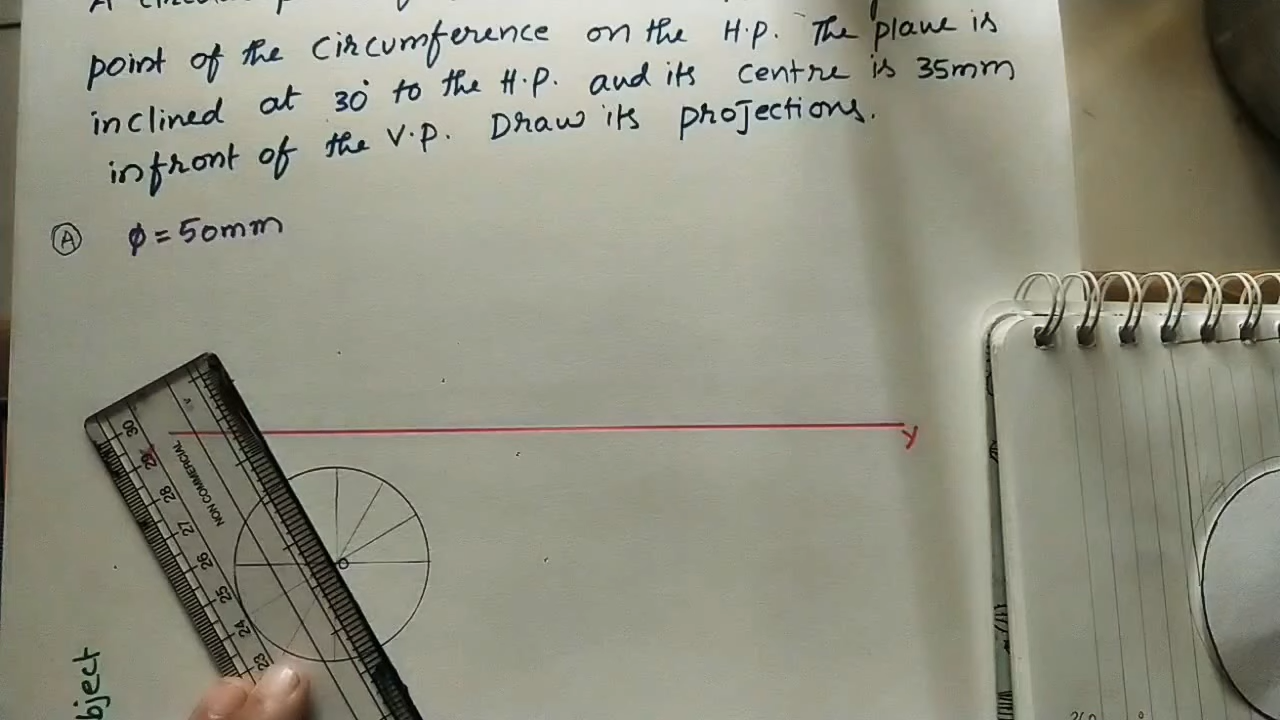 A circular
point of the circumference on the H.P. The plane is
inclined at 30° to the H.P. and its centre is 35mm
infront of the V.P. Draw its projections.
A ϕ = 50mm
y
30
29
28
27
26
25
24
23
NON COMMERCIAL
o
bject